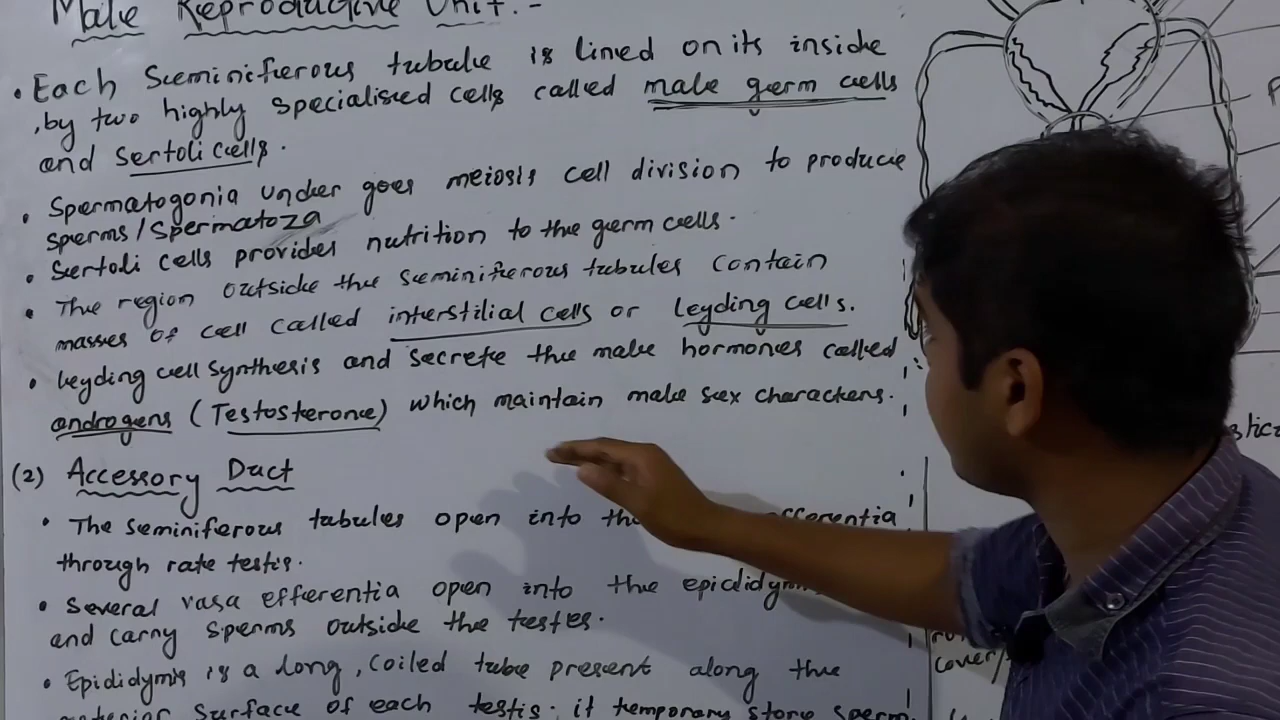 Male Reproductive Unit:-
• Each Seminiferous tubule is lined on its inside
by two highly specialised cells called male germ cells
and sertoli cells.
• Spermatogonia under goes meiosis cell division to produce
sperms/spermatoza
• Sertoli cells provides nutrition to the germ cells.
• The region outside the seminiferous tubules contain
masses of cell called interstilial cells or leyding cells.
• leyding cell synthesis and secrete the male hormones called
androgens (Testosterone) which maintain male sex characters.
(2) Accessory Duct
• The seminiferous tubules open into efferentia
through rate testis.
• Several vasa efferentia open into the
and carry sperms outside the testes.
• Epididymis is a long, coiled tube present along the
surface of each testis. it temporary store sperm
cover